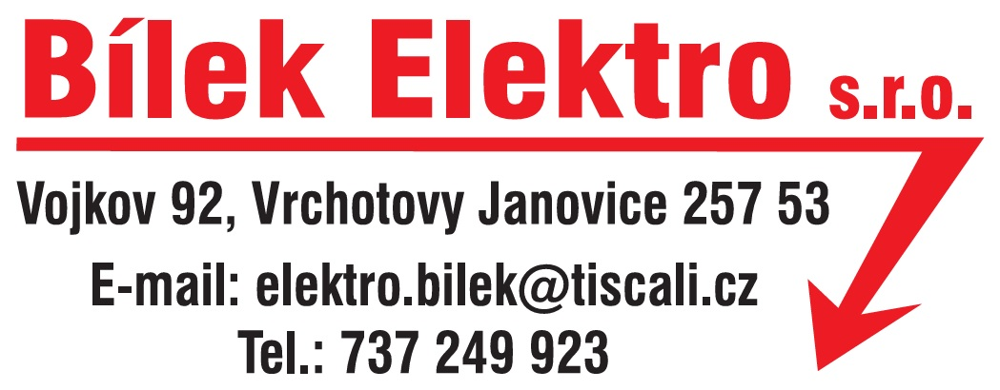 Bílek Elektro s.r.o.
Vojkov 92, Vrchotovy Janovice 257 53
E-mail: elektro.bilek@tiscali.cz
Tel.: 737 249 923